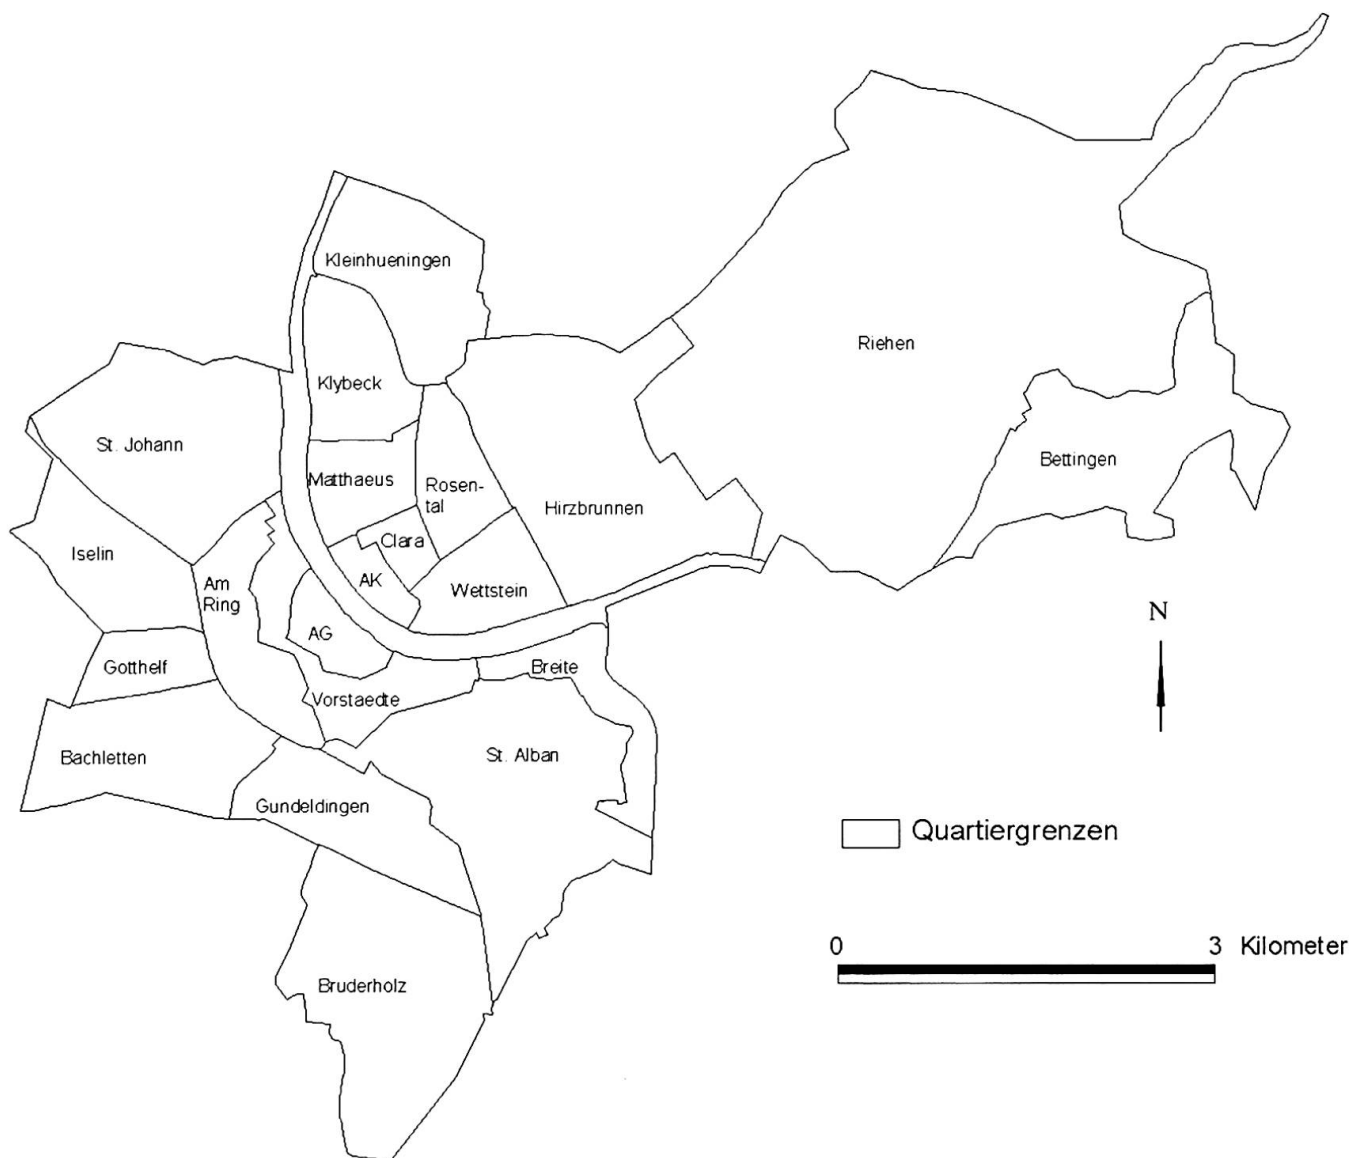 Kleinhueningen
Riehen
Klybeck
St. Johann
Bettingen
Matthaeus
Rosen-
tal
Hirzbrunnen
Clara
Iselin
AK
Am
Ring
Wettstein
AG
N
Gotthelf
Breite
Vorstaedte
Bachletten
St. Alban
Gundeldingen
Quartiergrenzen
0 3 Kilometer
Bruderholz